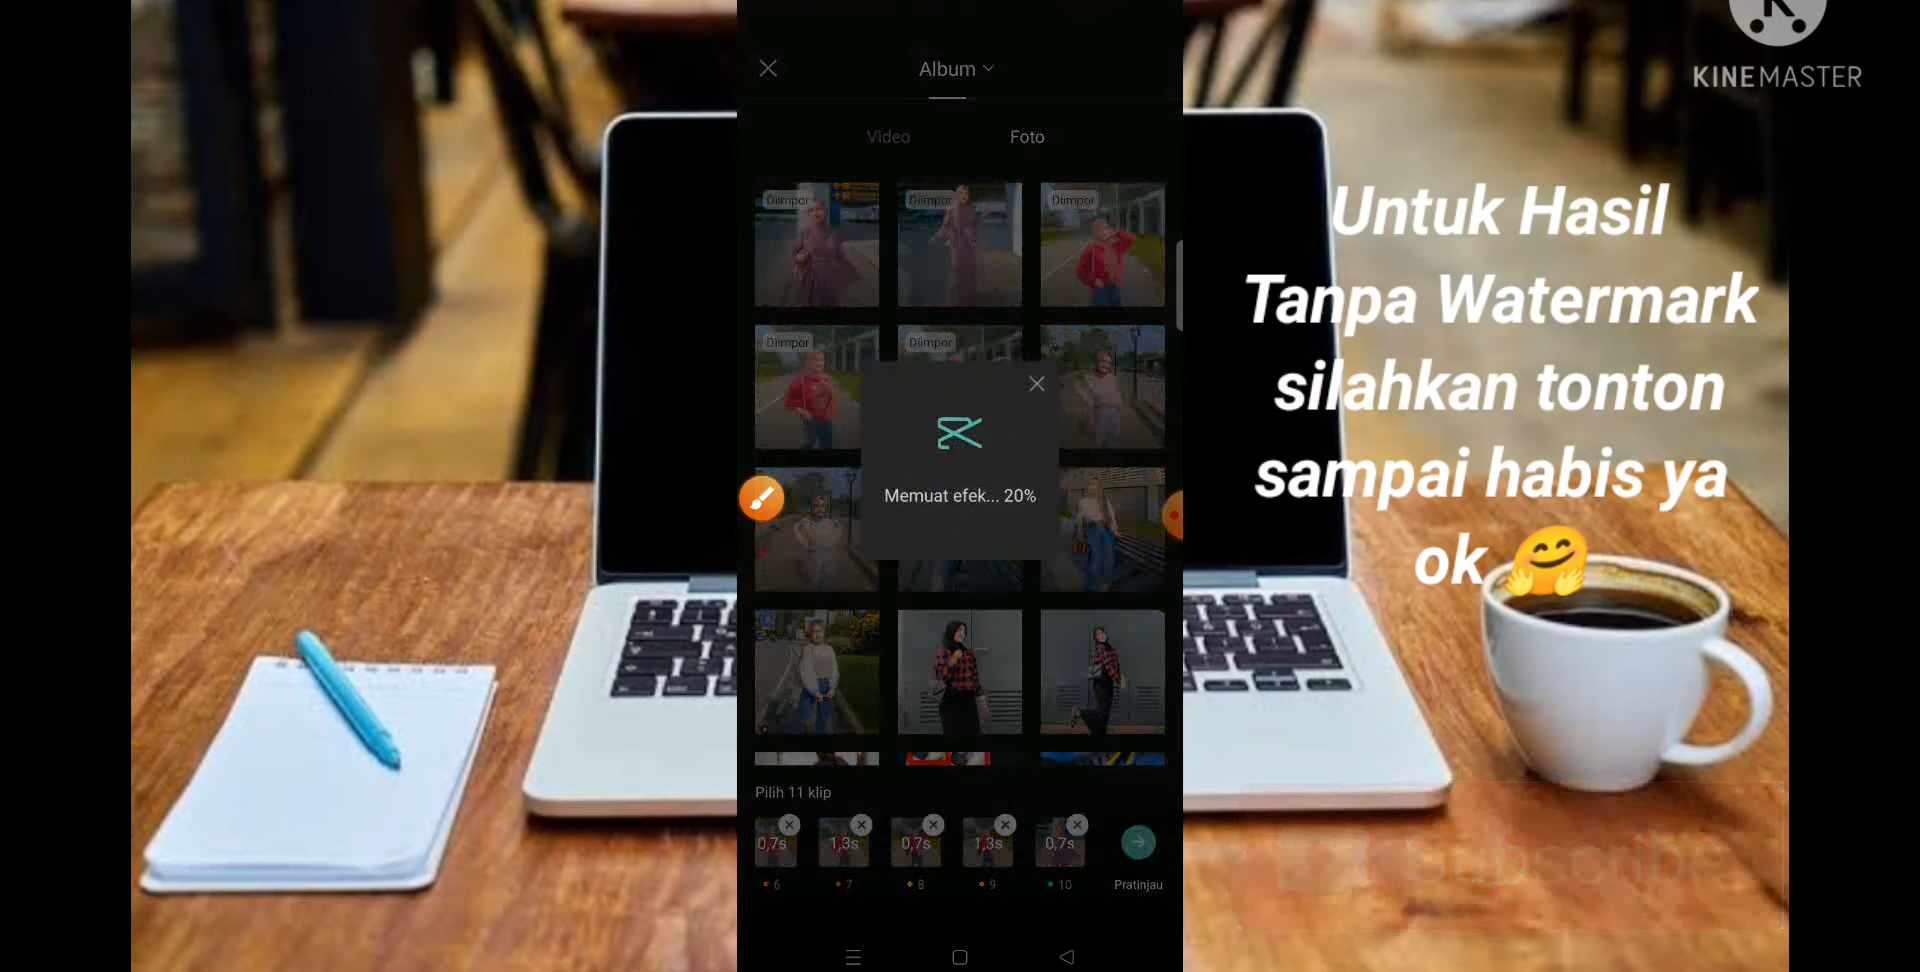 KINEMASTER
Album
Video
Foto
Diimpor
Diimpor
Diimpor
Diimpor
Diimpor
Memuat efek... 20%
Untuk Hasil
Tanpa Watermark
silahkan tonton
sampai habis ya
ok 🤗
Pilih 11 klip
0,7s
1,3s
0,7s
1,3s
0,7s
6
7
8
9
10
Pratinjau
Subscribe